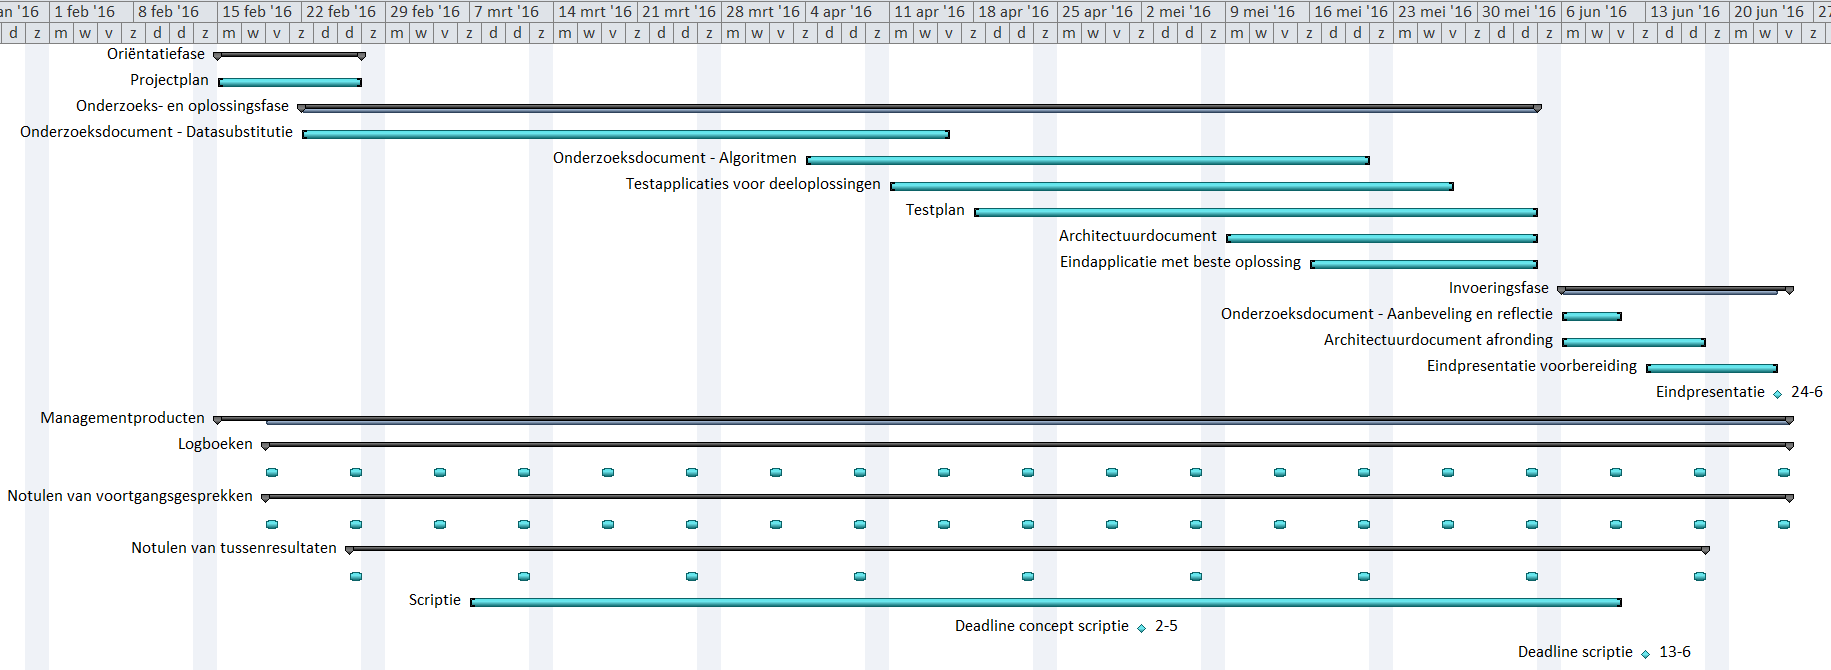 an '16 1 feb '16 8 feb '16 15 feb '16 22 feb '16 29 feb '16 7 mrt '16 14 mrt '16 21 mrt '16 28 mrt '16 4 apr '16 11 apr '16 18 apr '16 25 apr '16 2 mei '16 9 mei '16 16 mei '16 23 mei '16 30 mei '16 6 jun '16 13 jun '16 20 jun '16 27
d z m w v z d d z m w v z d d z m w v z d d z m w v z d d z m w v z d d z m w v z d d z m w v z d d z m w v z d d z m w v z d d z m w v z d d z m w v z
Oriëntatiefase
Projectplan
Onderzoeks- en oplossingsfase
Onderzoeksdocument - Datasubstitutie
Onderzoeksdocument - Algoritmen
Testapplicaties voor deeloplossingen
Testplan
Architectuurdocument
Eindapplicatie met beste oplossing
Invoeringsfase
Onderzoeksdocument - Aanbeveling en reflectie
Architectuurdocument afronding
Eindpresentatie voorbereiding
Eindpresentatie 24-6
Managementproducten
Logboeken
Notulen van voortgangsgesprekken
Notulen van tussenresultaten
Scriptie
Deadline concept scriptie 2-5
Deadline scriptie 13-6